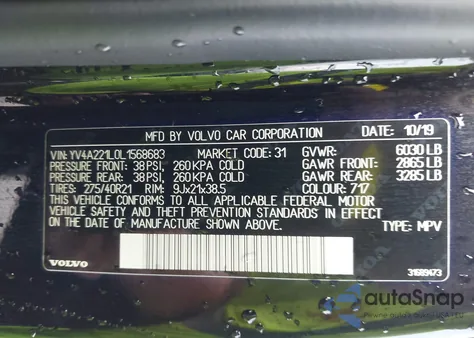 MFD BY VOLVO CAR CORPORATION DATE: 10/19
VIN: YV4A221L0L1568683 MARKET CODE: 31 GVWR: 6030 LB
PRESSURE FRONT: 38 PSI, 260 KPA COLD GAWR FRONT: 2865 LB
PRESSURE REAR: 38 PSI, 260 KPA COLD GAWR REAR: 3285 LB
TIRES: 275/40R21 RIM: 9Jx21x38.5 COLOUR: 717
THIS VEHICLE CONFORMS TO ALL APPLICABLE FEDERAL MOTOR
VEHICLE SAFETY AND THEFT PREVENTION STANDARDS IN EFFECT
ON THE DATE OF MANUFACTURE SHOWN ABOVE. TYPE: MPV
VOLVO 31689473
autoSnap